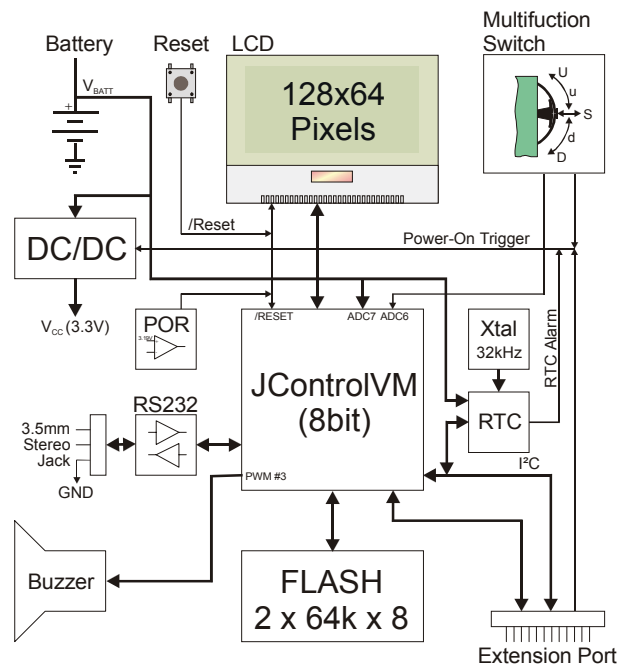 Battery
Reset
LCD
Multifuction
Switch
V_BATT
+
128x64
Pixels
U
u
S
d
D
/Reset
Power-On Trigger
DC/DC
V_CC (3.3V)
POR
/RESET
ADC7
ADC6
Xtal
32kHz
RTC Alarm
JControlVM
(8bit)
RTC
RS232
3.5mm
Stereo
Jack
GND
I²C
PWM #3
Buzzer
FLASH
2 x 64k x 8
Extension Port